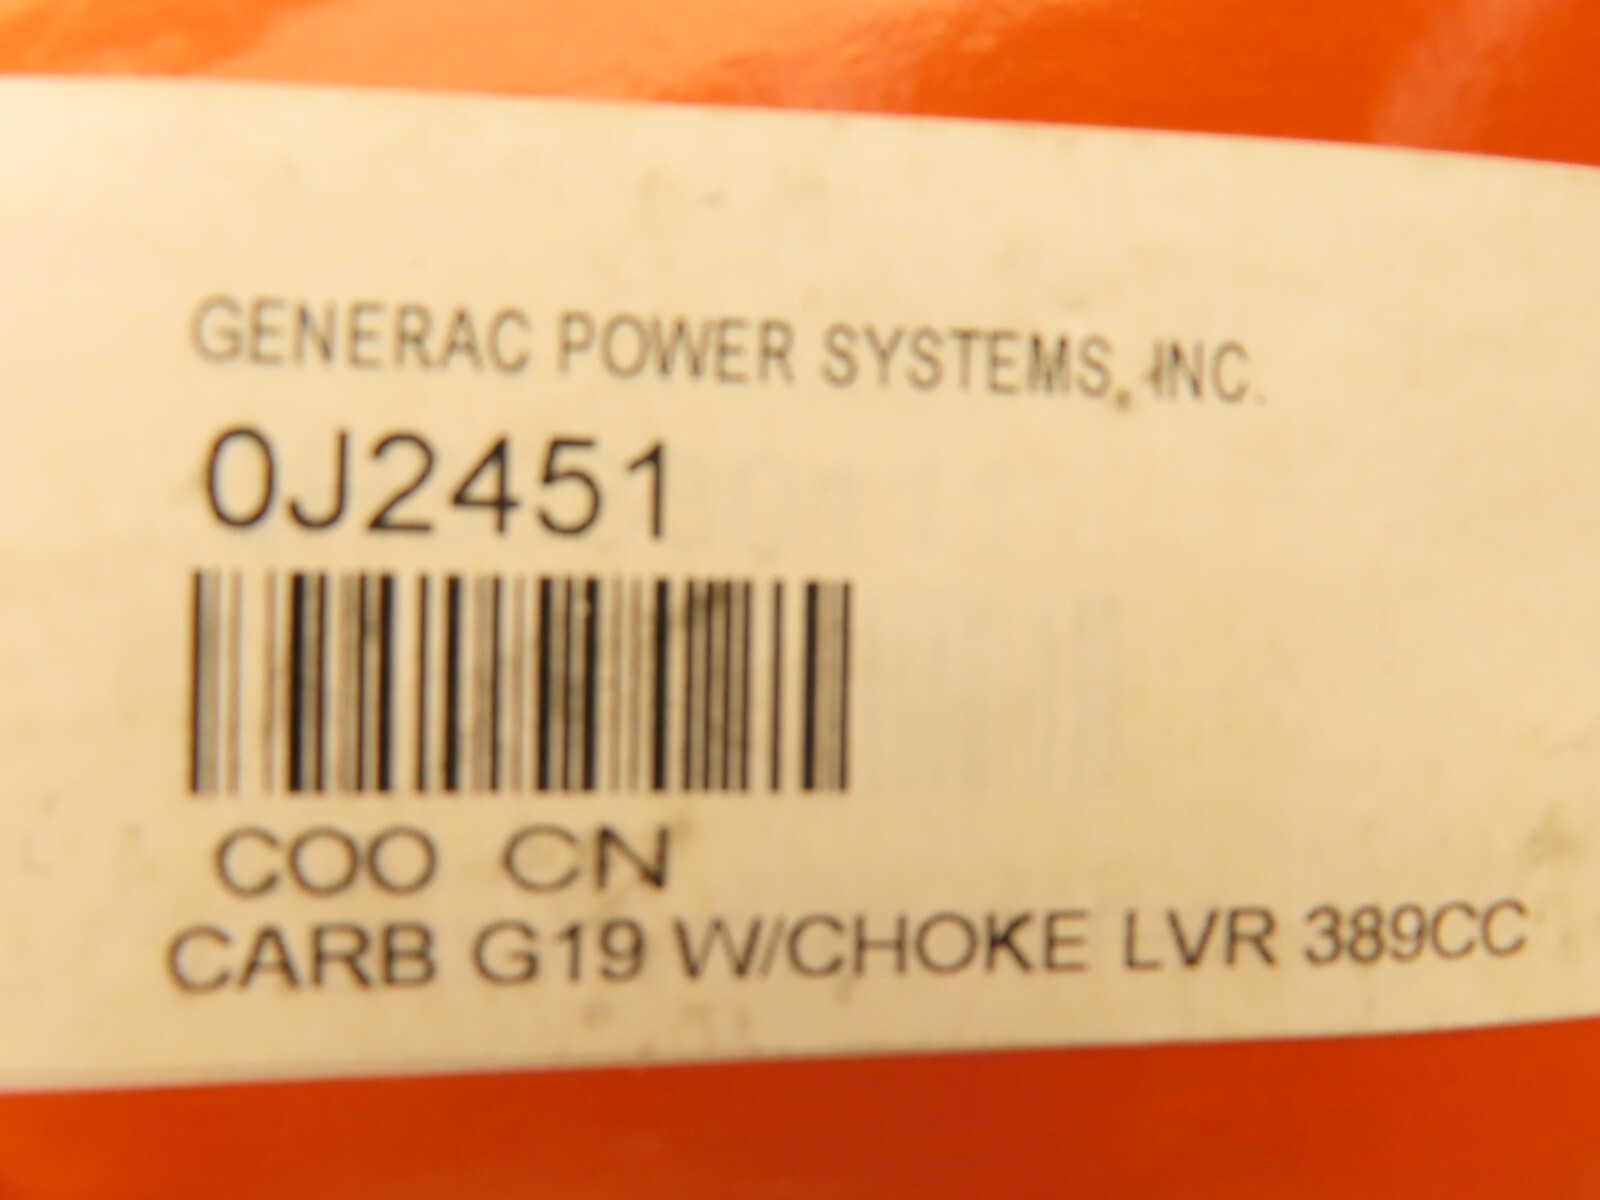 GENERAC POWER SYSTEMS, INC.
0J2451
COO CN
CARB G19 W/CHOKE LVR 389CC